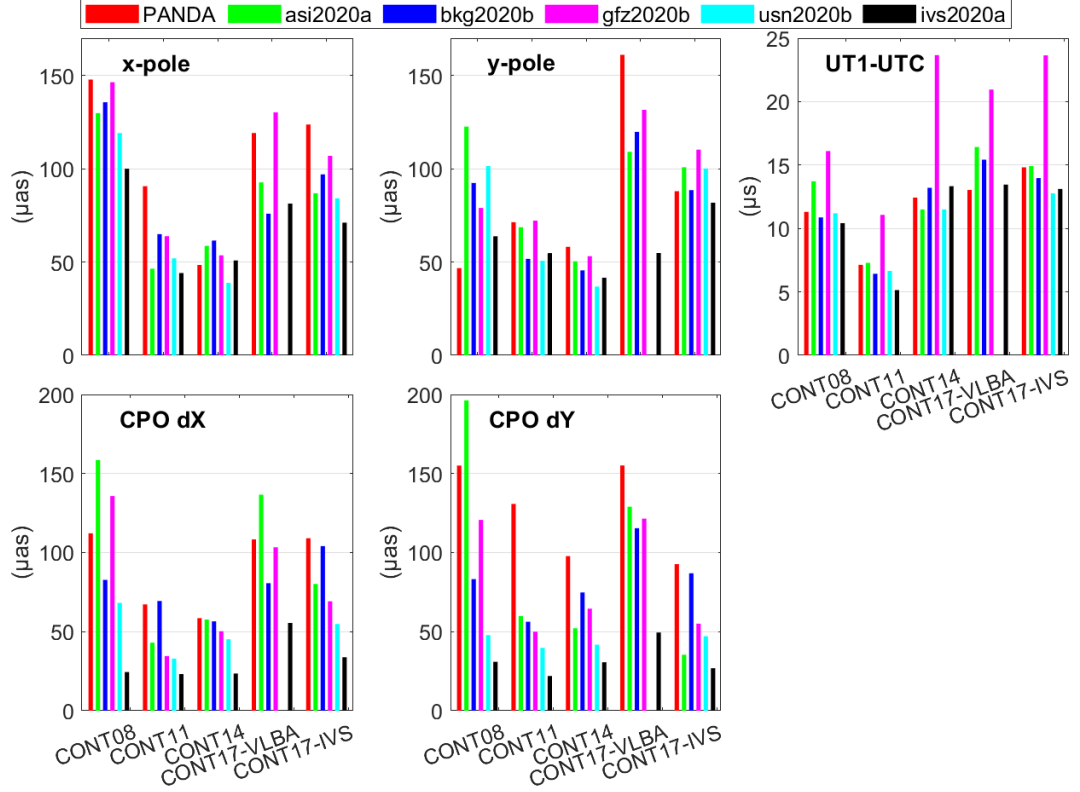 PANDA asi2020a bkg2020b gfz2020b usn2020b ivs2020a
x-pole
(μas)
150
100
50
0
y-pole
(μas)
150
100
50
0
UT1-UTC
(μs)
25
20
15
10
5
0
CONT08
CONT11
CONT14
CONT17-VLBA
CONT17-IVS
CPO dX
(μas)
200
150
100
50
0
CONT08
CONT11
CONT14
CONT17-VLBA
CONT17-IVS
CPO dY
(μas)
200
150
100
50
0
CONT08
CONT11
CONT14
CONT17-VLBA
CONT17-IVS